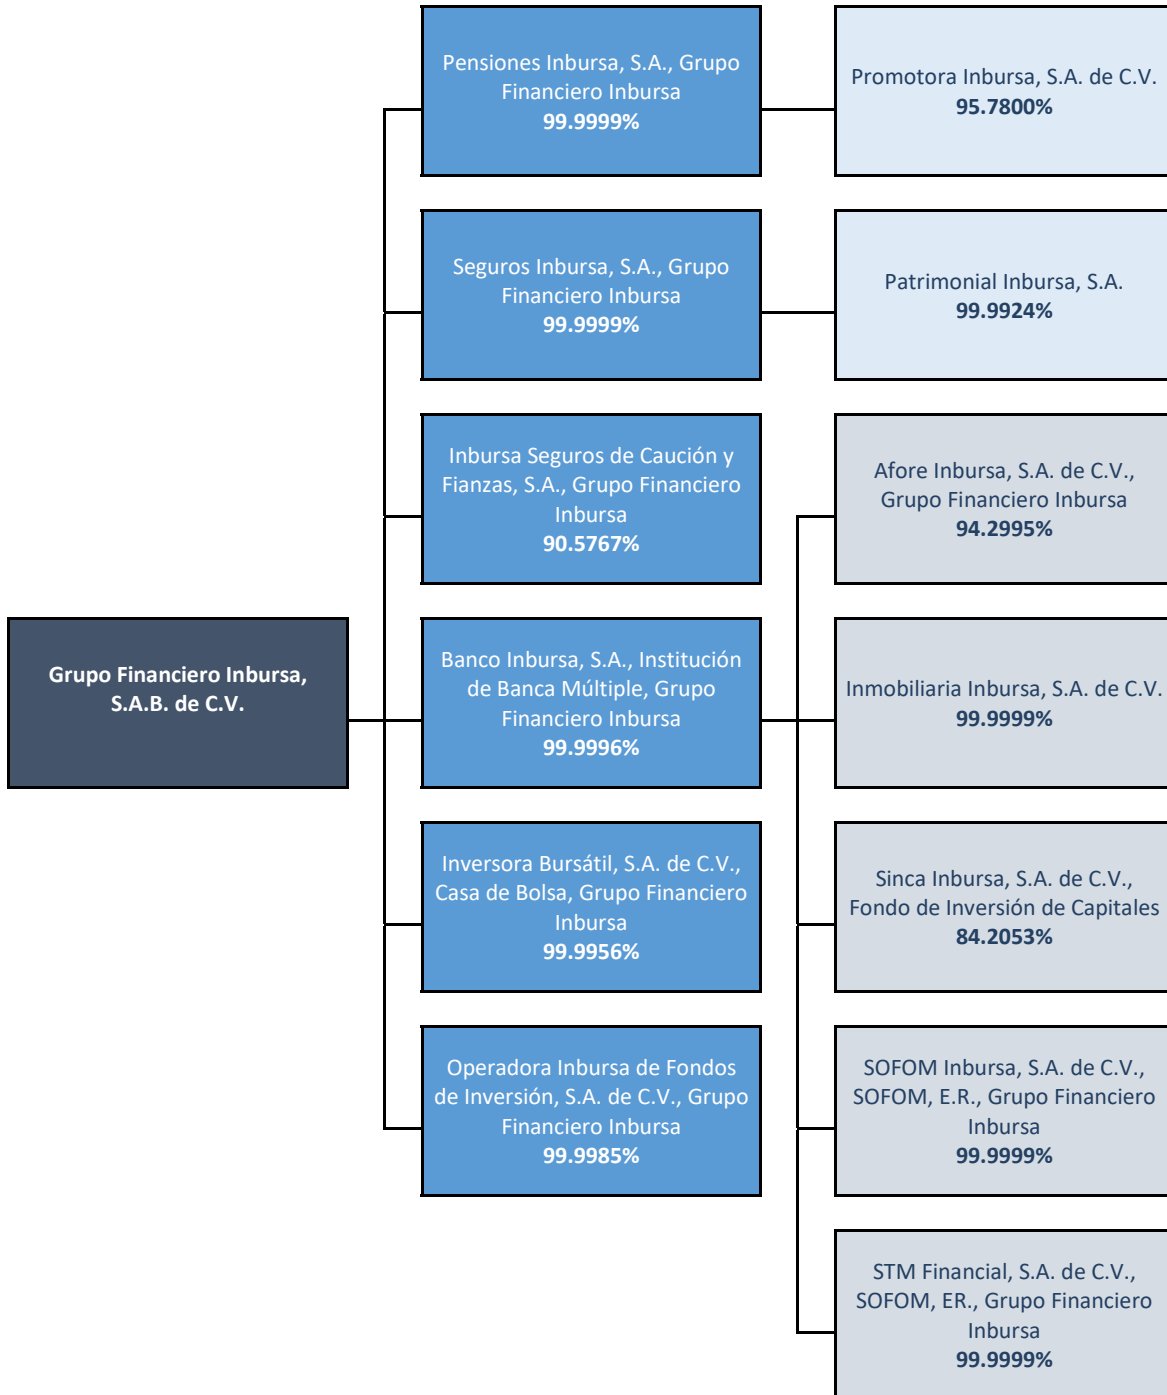 Pensiones Inbursa, S.A., Grupo
Financiero Inbursa
99.9999%
Promotora Inbursa, S.A. de C.V.
95.7800%
Seguros Inbursa, S.A., Grupo
Financiero Inbursa
99.9999%
Patrimonial Inbursa, S.A.
99.9924%
Inbursa Seguros de Caución y
Fianzas, S.A., Grupo Financiero
Inbursa
90.5767%
Afore Inbursa, S.A. de C.V.,
Grupo Financiero Inbursa
94.2995%
Grupo Financiero Inbursa,
S.A.B. de C.V.
Banco Inbursa, S.A., Institución
de Banca Múltiple, Grupo
Financiero Inbursa
99.9996%
Inmobiliaria Inbursa, S.A. de C.V.
99.9999%
Inversora Bursátil, S.A. de C.V.,
Casa de Bolsa, Grupo Financiero
Inbursa
99.9956%
Sinca Inbursa, S.A. de C.V.,
Fondo de Inversión de Capitales
84.2053%
Operadora Inbursa de Fondos
de Inversión, S.A. de C.V., Grupo
Financiero Inbursa
99.9985%
SOFOM Inbursa, S.A. de C.V.,
SOFOM, E.R., Grupo Financiero
Inbursa
99.9999%
STM Financial, S.A. de C.V.,
SOFOM, ER., Grupo Financiero
Inbursa
99.9999%